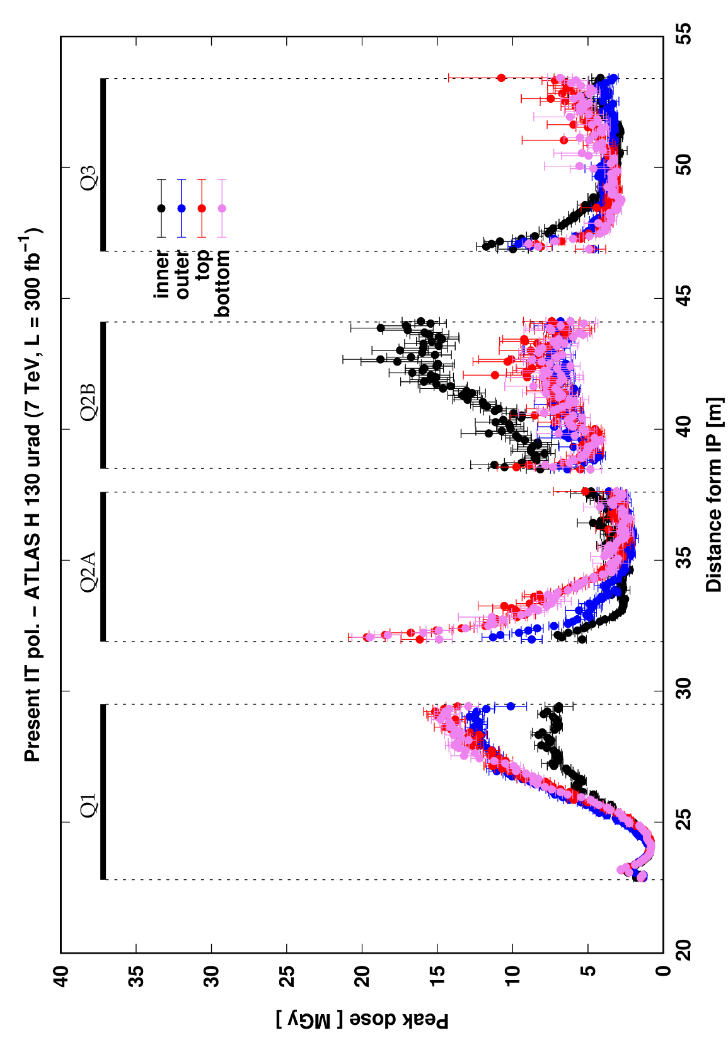 Present IT pol. – ATLAS H 130 urad (7 TeV, L = 300 fb⁻¹)
Q1
Q2A
Q2B
Q3
inner
outer
top
bottom
Peak dose [ MGy ]
40
35
30
25
20
15
10
5
0
20
25
30
35
40
45
50
55
Distance form IP [m]